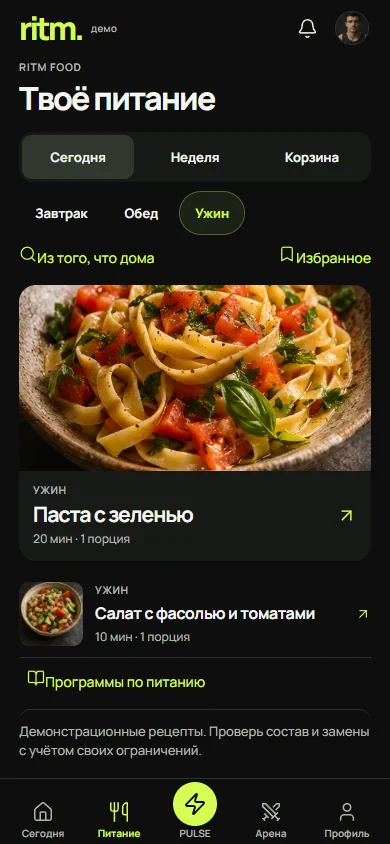 ritm. демо
RITM FOOD
Твоё питание
Сегодня Неделя Корзина
Завтрак Обед Ужин
Из того, что дома Избранное
УЖИН
Паста с зеленью
20 мин · 1 порция
УЖИН
Салат с фасолью и томатами
10 мин · 1 порция
Программы по питанию
Демонстрационные рецепты. Проверь состав и замены
с учётом своих ограничений.
Сегодня Питание PULSE Арена Профиль